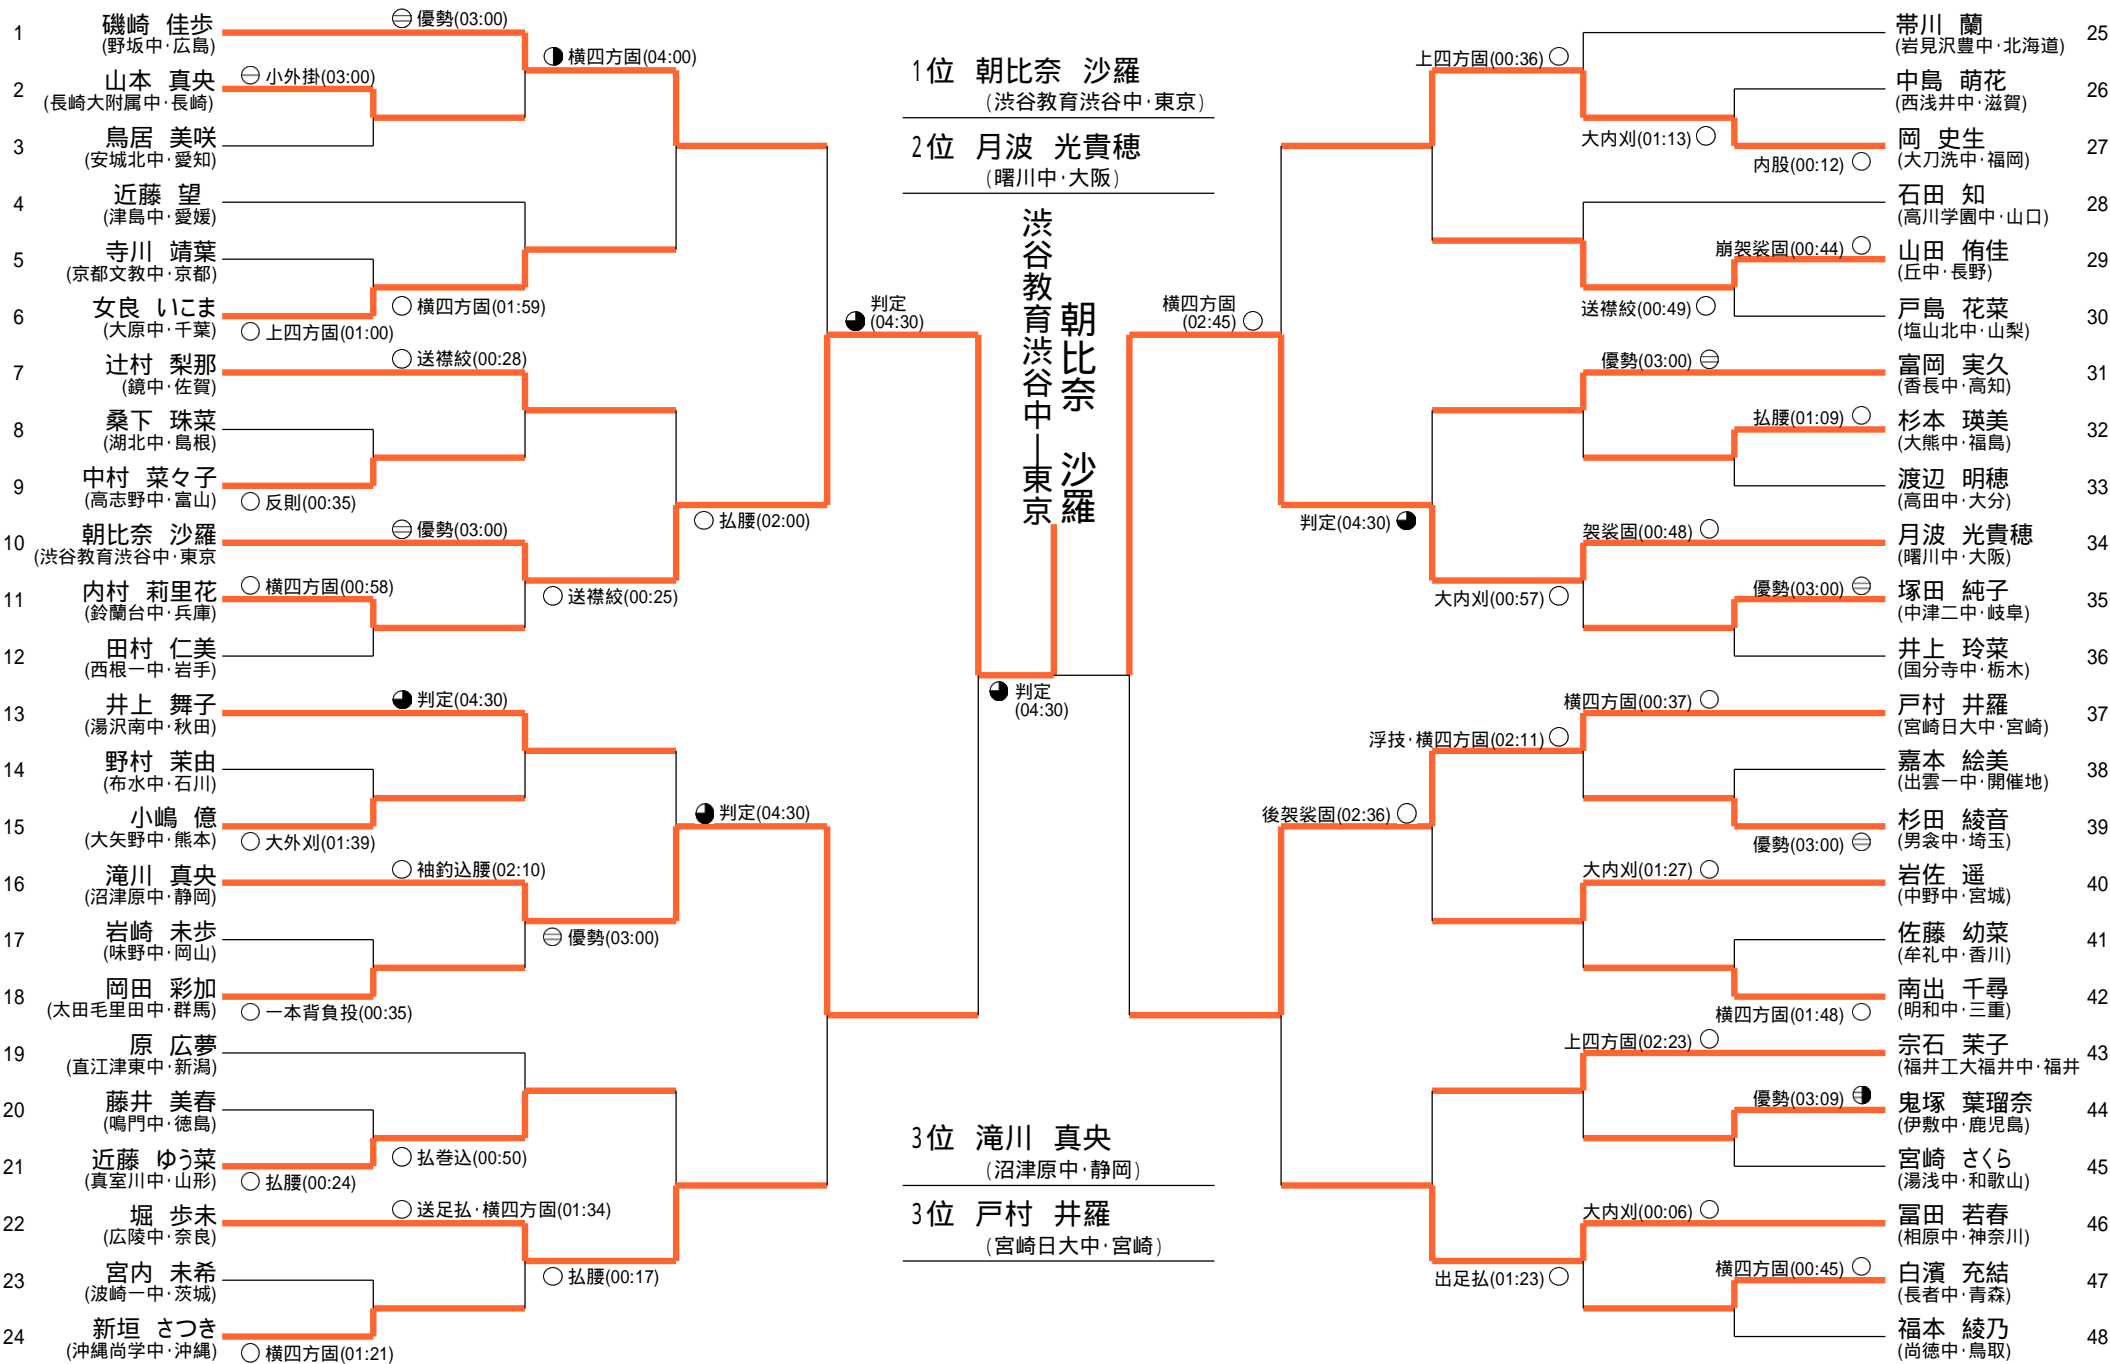 1 磯崎 佳歩
(野坂中·広島)
優勢(03:00)
2 山本 真央
(長崎大附属中·長崎)
小外掛(03:00)
横四方固(04:00)
3 鳥居 美咲
(安城北中·愛知)
4 近藤 望
(津島中·愛媛)
5 寺川 靖葉
(京都文教中·京都)
横四方固(01:59)
6 女良 いこま
(大原中·千葉)
上四方固(01:00)
判定
(04:30)
7 辻村 梨那
(鏡中·佐賀)
送襟絞(00:28)
8 桑下 珠菜
(湖北中·島根)
9 中村 菜々子
(高志野中·富山)
反則(00:35)
払腰(02:00)
10 朝比奈 沙羅
(渋谷教育渋谷中·東京
優勢(03:00)
11 内村 莉里花
(鈴蘭台中·兵庫)
横四方固(00:58)
送襟絞(00:25)
12 田村 仁美
(西根一中·岩手)
13 井上 舞子
(湯沢南中·秋田)
判定(04:30)
14 野村 茉由
(布水中·石川)
15 小嶋 億
(大矢野中·熊本)
大外刈(01:39)
判定(04:30)
16 滝川 真央
(沼津原中·静岡)
袖釣込腰(02:10)
17 岩崎 未歩
(味野中·岡山)
優勢(03:00)
18 岡田 彩加
(太田毛里田中·群馬)
一本背負投(00:35)
19 原 広夢
(直江津東中·新潟)
20 藤井 美春
(鳴門中·徳島)
払巻込(00:50)
21 近藤 ゆう菜
(真室川中·山形)
払腰(00:24)
22 堀 歩未
(広陵中·奈良)
送足払·横四方固(01:34)
23 宮内 未希
(波崎一中·茨城)
払腰(00:17)
24 新垣 さつき
(沖縄尚学中·沖縄)
横四方固(01:21)
1位 朝比奈 沙羅
(渋谷教育渋谷中·東京)
2位 月波 光貴穂
(曙川中·大阪)
朝比奈 沙羅
渋谷教育渋谷中―東京
判定
(04:30)
3位 滝川 真央
(沼津原中·静岡)
3位 戸村 井羅
(宮崎日大中·宮崎)
帯川 蘭 25
(岩見沢豊中·北海道)
上四方固(00:36)
中島 萌花 26
(西浅井中·滋賀)
大内刈(01:13)
岡 史生 27
(大刀洗中·福岡)
内股(00:12)
石田 知 28
(高川学園中·山口)
崩袈裟固(00:44)
山田 侑佳 29
(丘中·長野)
送襟絞(00:49)
戸島 花菜 30
(塩山北中·山梨)
横四方固
(02:45)
優勢(03:00)
富岡 実久 31
(香長中·高知)
払腰(01:09)
杉本 瑛美 32
(大熊中·福島)
渡辺 明穂 33
(高田中·大分)
判定(04:30)
袈裟固(00:48)
月波 光貴穂 34
(曙川中·大阪)
大内刈(00:57)
優勢(03:00)
塚田 純子 35
(中津二中·岐阜)
井上 玲菜 36
(国分寺中·栃木)
横四方固(00:37)
戸村 井羅 37
(宮崎日大中·宮崎)
浮技·横四方固(02:11)
嘉本 絵美 38
(出雲一中·開催地)
後袈裟固(02:36)
杉田 綾音 39
(男衾中·埼玉)
優勢(03:00)
大内刈(01:27)
岩佐 遥 40
(中野中·宮城)
佐藤 幼菜 41
(牟礼中·香川)
南出 千尋 42
(明和中·三重)
横四方固(01:48)
上四方固(02:23)
宗石 茉子 43
(福井工大福井中·福井
優勢(03:09)
鬼塚 葉瑠奈 44
(伊敷中·鹿児島)
宮崎 さくら 45
(湯浅中·和歌山)
大内刈(00:06)
冨田 若春 46
(相原中·神奈川)
出足払(01:23)
横四方固(00:45)
白濱 充結 47
(長者中·青森)
福本 綾乃 48
(尚徳中·鳥取)